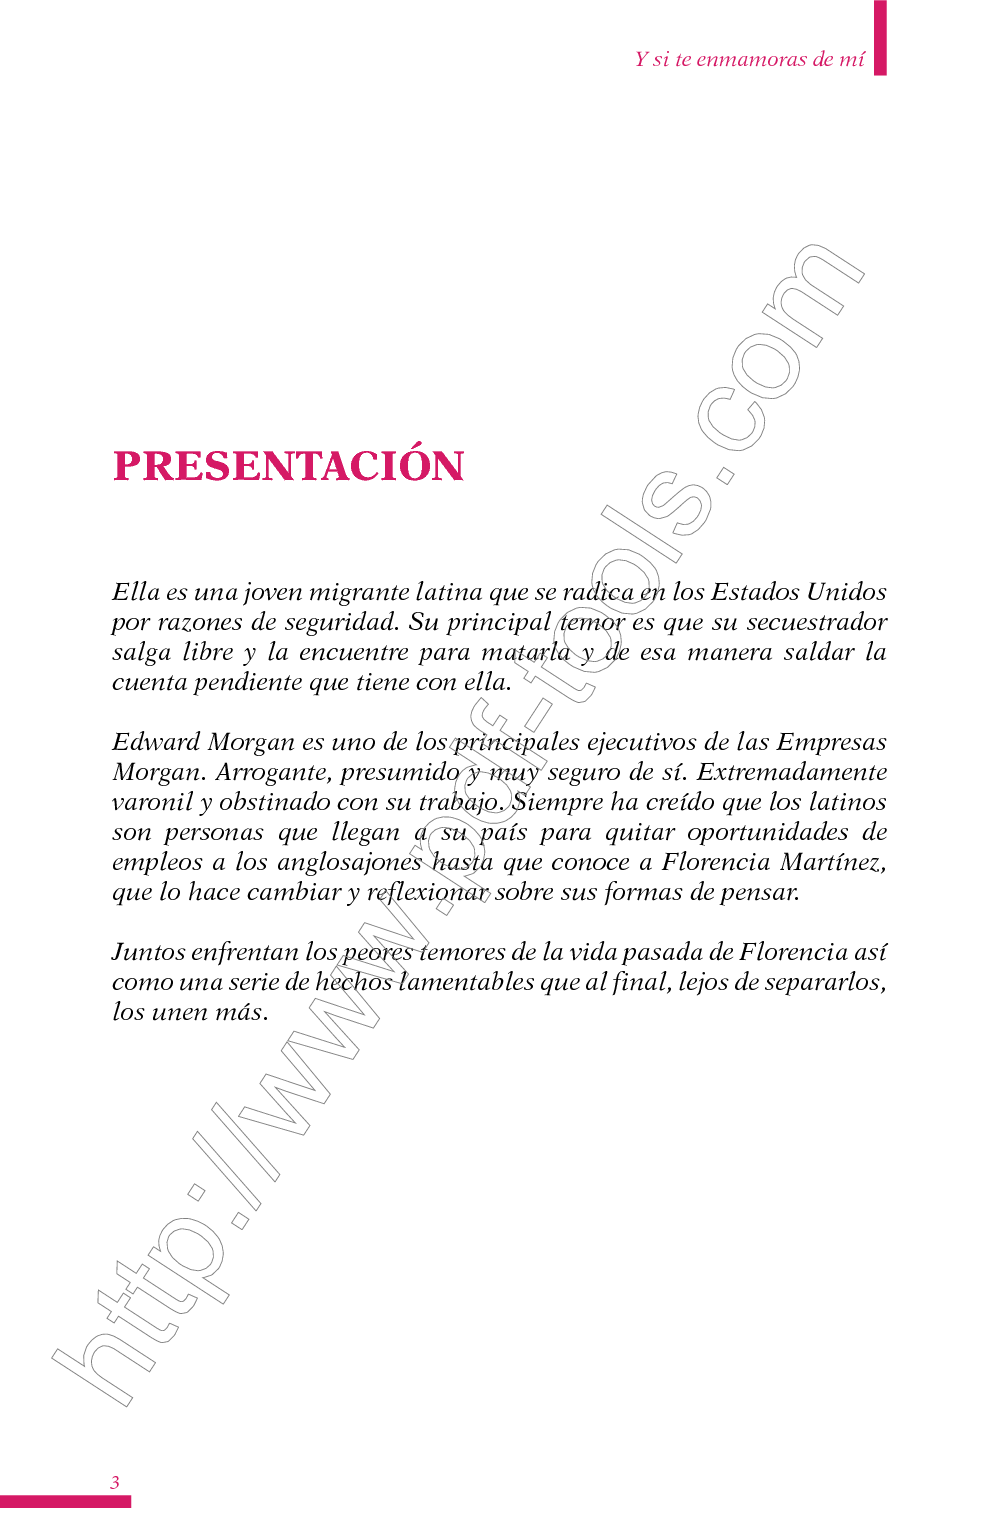 Y si te enmamoras de mí
PRESENTACIÓN
Ella es una joven migrante latina que se radica en los Estados Unidos
por razones de seguridad. Su principal temor es que su secuestrador
salga libre y la encuentre para matarla y de esa manera saldar la
cuenta pendiente que tiene con ella.
Edward Morgan es uno de los principales ejecutivos de las Empresas
Morgan. Arrogante, presumido y muy seguro de sí. Extremadamente
varonil y obstinado con su trabajo. Siempre ha creído que los latinos
son personas que llegan a su país para quitar oportunidades de
empleos a los anglosajones hasta que conoce a Florencia Martínez,
que lo hace cambiar y reflexionar sobre sus formas de pensar.
Juntos enfrentan los peores temores de la vida pasada de Florencia así
como una serie de hechos lamentables que al final, lejos de separarlos,
los unen más.
http://www.pdf-tools.com
3